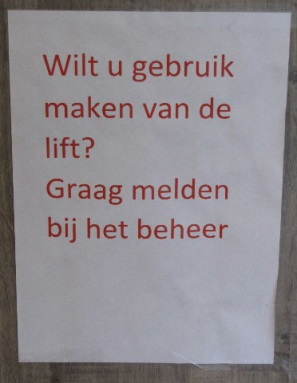 Wilt u gebruik
maken van de
lift?
Graag melden
bij het beheer